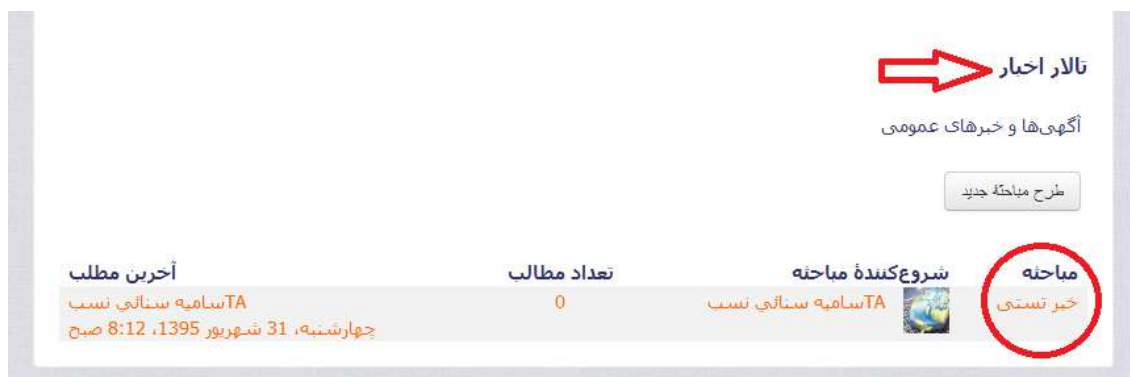 تالار اخبار
آگهی‌ها و خبرهای عمومی
طرح مباحثهٔ جدید
مباحثه شروع‌کنندهٔ مباحثه تعداد مطالب آخرین مطلب
خبر تستی TAسامیه سنائی نسب 0 TAسامیه سنائی نسب
چهارشنبه، 31 شهریور 1395، 8:12 صبح